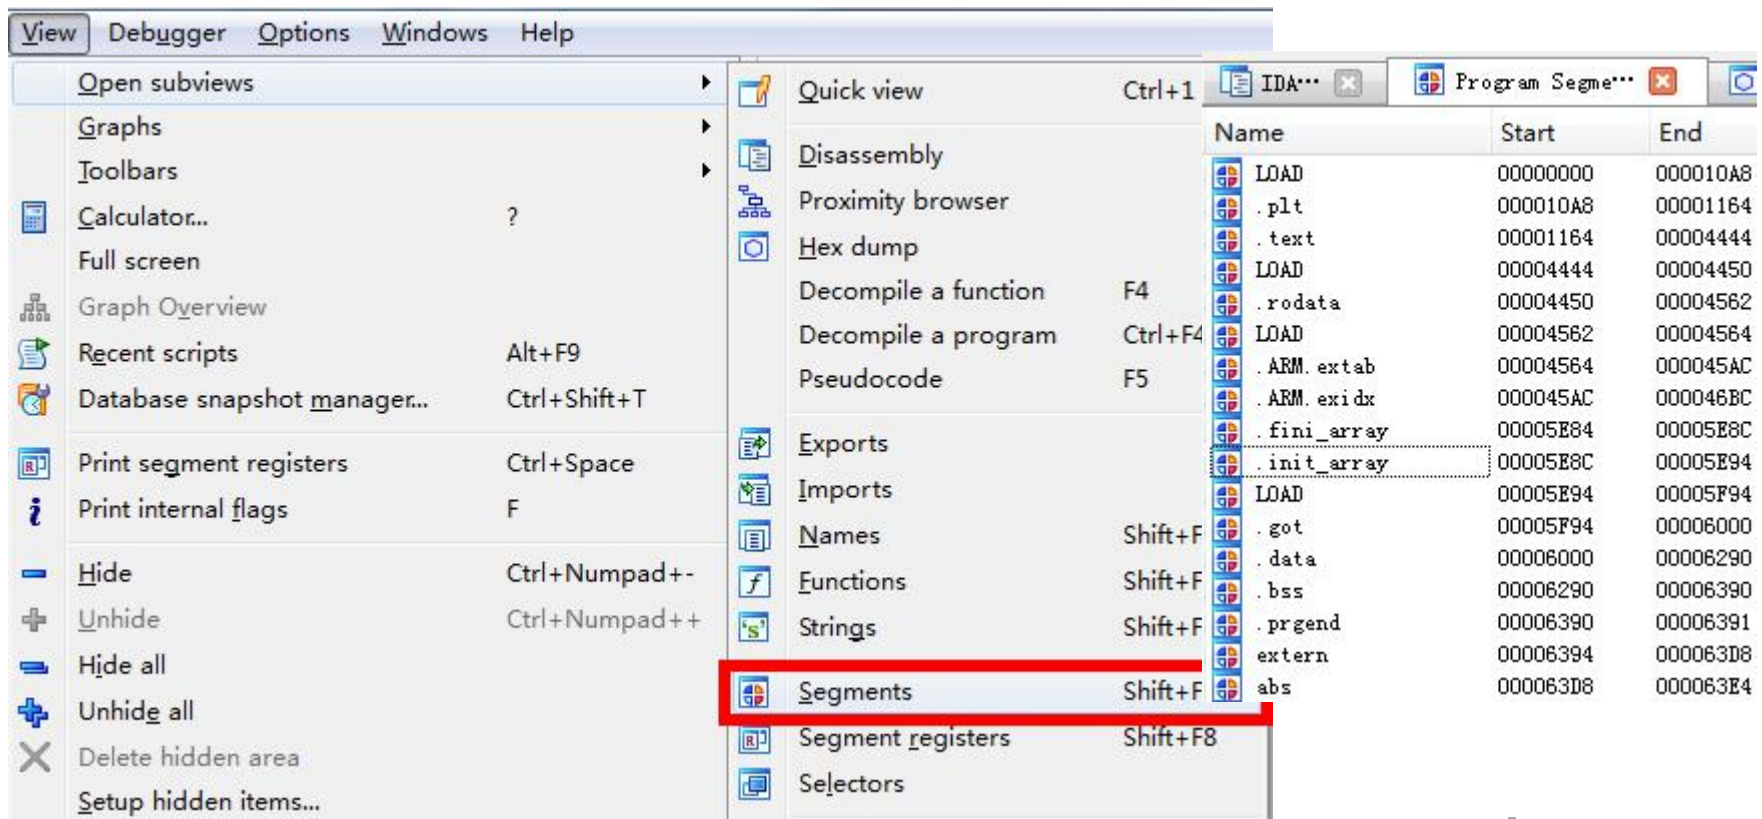 View Debugger Options Windows Help
Open subviews
Graphs
Toolbars
Calculator... ?
Full screen
Graph Overview
Recent scripts Alt+F9
Database snapshot manager... Ctrl+Shift+T
Print segment registers Ctrl+Space
Print internal flags F
Hide Ctrl+Numpad+-
Unhide Ctrl+Numpad++
Hide all
Unhide all
Delete hidden area
Setup hidden items...
Quick view Ctrl+1
Disassembly
Proximity browser
Hex dump
Decompile a function F4
Decompile a program Ctrl+F4
Pseudocode F5
Exports
Imports
Names Shift+F
Functions Shift+F
Strings Shift+F
Segments Shift+F
Segment registers Shift+F8
Selectors
IDA... Program Segme...
Name Start End
LOAD 00000000 000010A8
.plt 000010A8 00001164
.text 00001164 00004444
LOAD 00004444 00004450
.rodata 00004450 00004562
LOAD 00004562 00004564
.ARM.extab 00004564 000045AC
.ARM.exidx 000045AC 000046BC
.fini_array 00005E84 00005E8C
.init_array 00005E8C 00005E94
LOAD 00005E94 00005F94
.got 00005F94 00006000
.data 00006000 00006290
.bss 00006290 00006390
.prgend 00006390 00006391
extern 00006394 000063D8
abs 000063D8 000063E4